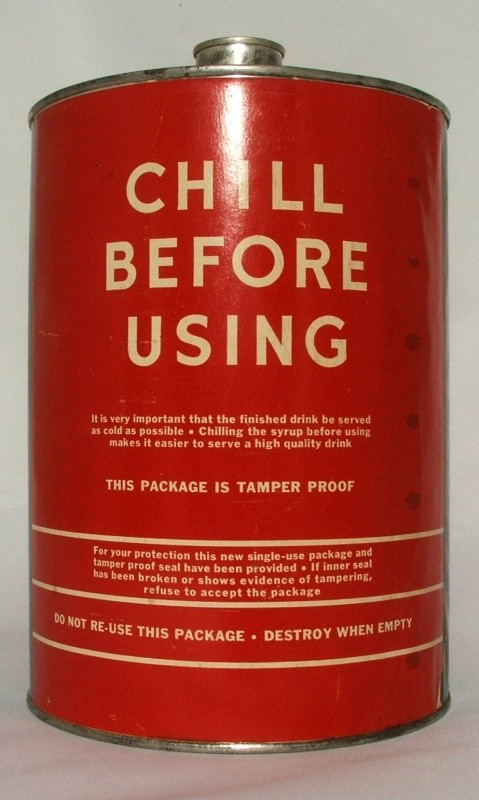 CHILL
BEFORE
USING
It is very important that the finished drink be served
as cold as possible • Chilling the syrup before using
makes it easier to serve a high quality drink
THIS PACKAGE IS TAMPER PROOF
For your protection this new single-use package and
tamper proof seal have been provided • If inner seal
has been broken or shows evidence of tampering,
refuse to accept the package
DO NOT RE-USE THIS PACKAGE • DESTROY WHEN EMPTY